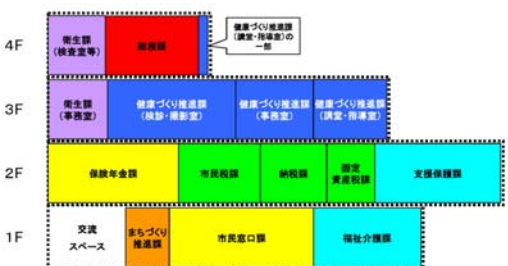 4F
衛生課
(検査室等)
総務課
健康づくり推進課
(講堂・指導室)の
一部
3F
衛生課
(事務室)
健康づくり推進課
(検診・撮影室)
健康づくり推進課
(事務室)
健康づくり推進課
(講堂・指導室)
2F
保険年金課
市民税課
納税課
固定
資産税課
支援保護課
1F
交流
スペース
まちづくり
推進課
市民窓口課
福祉介護課